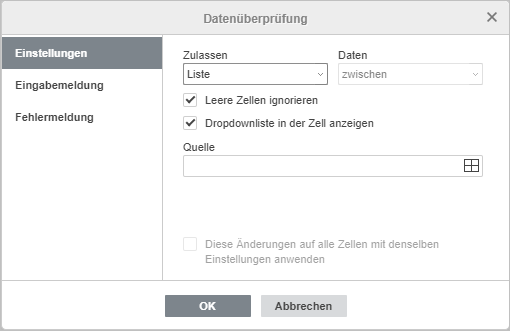 Datenüberprüfung
Einstellungen
Eingabemeldung
Fehlermeldung
Zulassen
Daten
Liste
zwischen
Leere Zellen ignorieren
Dropdownliste in der Zell anzeigen
Quelle
Diese Änderungen auf alle Zellen mit denselben
Einstellungen anwenden
OK
Abbrechen